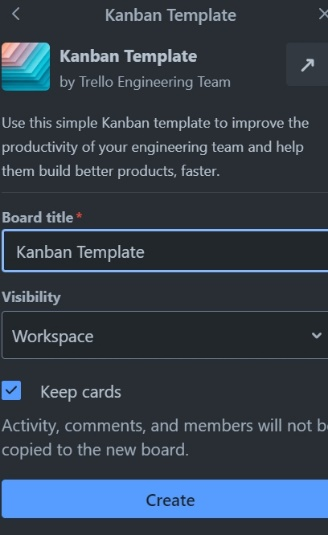 Kanban Template
Kanban Template
by Trello Engineering Team
Use this simple Kanban template to improve the
productivity of your engineering team and help
them build better products, faster.
Board title *
Kanban Template
Visibility
Workspace
Keep cards
Activity, comments, and members will not be
copied to the new board.
Create